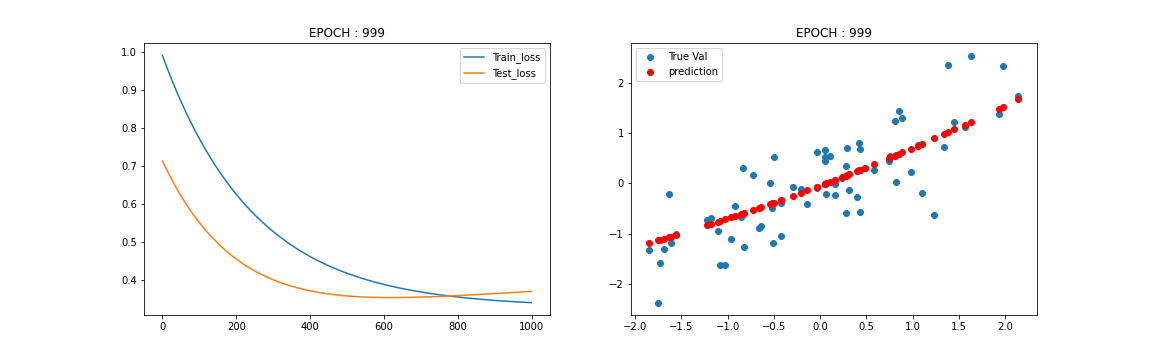 EPOCH : 999
Train_loss
Test_loss
1.0
0.9
0.8
0.7
0.6
0.5
0.4
0 200 400 600 800 1000
EPOCH : 999
True Val
prediction
2
1
0
−1
−2
−2.0 −1.5 −1.0 −0.5 0.0 0.5 1.0 1.5 2.0